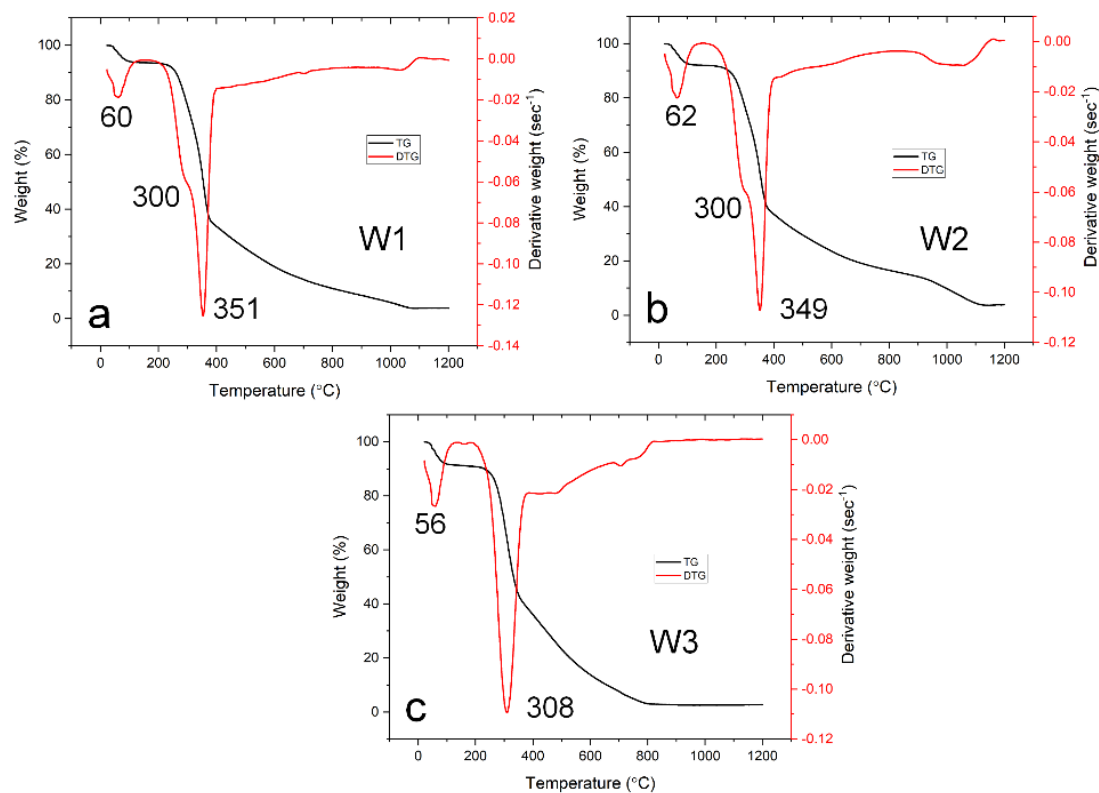 100
80
60
40
20
0
Weight (%)
60
300
351
a
W1
TG
DTG
0.02
0.00
-0.02
-0.04
-0.06
-0.08
-0.10
-0.12
-0.14
Derivative weight (sec⁻¹)
0 200 400 600 800 1000 1200
Temperature (°C)
100
80
60
40
20
0
Weight (%)
62
300
349
b
W2
TG
DTG
0.00
-0.02
-0.04
-0.06
-0.08
-0.10
-0.12
Derivative weight (sec⁻¹)
0 200 400 600 800 1000 1200
Temperature (°C)
100
80
60
40
20
0
Weight (%)
56
308
c
W3
TG
DTG
0.00
-0.02
-0.04
-0.06
-0.08
-0.10
-0.12
Derivative weight (sec⁻¹)
0 200 400 600 800 1000 1200
Temperature (°C)